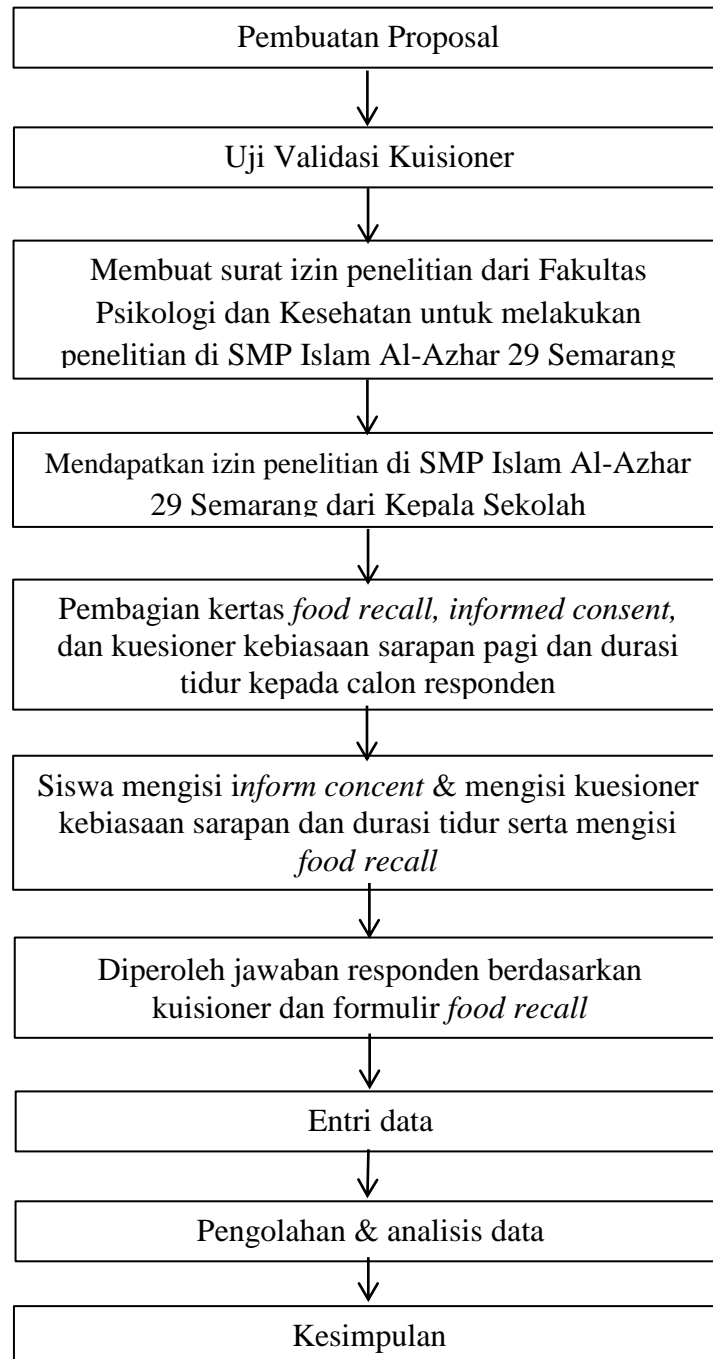 Pembuatan Proposal
Uji Validasi Kuisioner
Membuat surat izin penelitian dari Fakultas
Psikologi dan Kesehatan untuk melakukan
penelitian di SMP Islam Al-Azhar 29 Semarang
Mendapatkan izin penelitian di SMP Islam Al-Azhar
29 Semarang dari Kepala Sekolah
Pembagian kertas food recall, informed consent,
dan kuesioner kebiasaan sarapan pagi dan durasi
tidur kepada calon responden
Siswa mengisi inform concent & mengisi kuesioner
kebiasaan sarapan dan durasi tidur serta mengisi
food recall
Diperoleh jawaban responden berdasarkan
kuisioner dan formulir food recall
Entri data
Pengolahan & analisis data
Kesimpulan